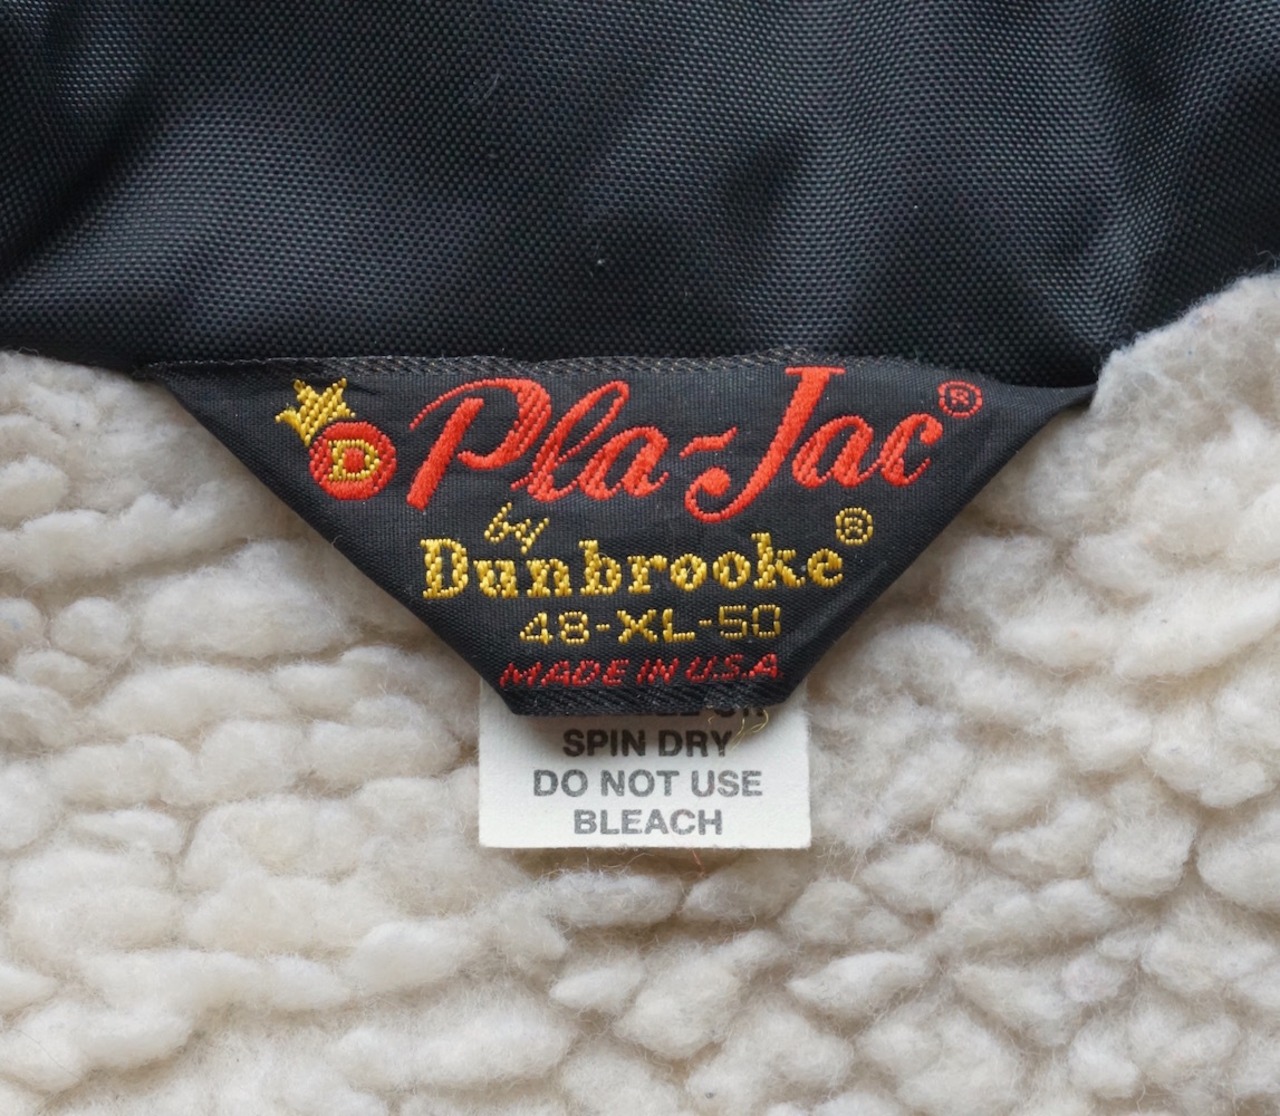 D
Pla-Jac®
by
Dunbrooke®
48-XL-50
MADE IN U.S.A
SPIN DRY
DO NOT USE
BLEACH